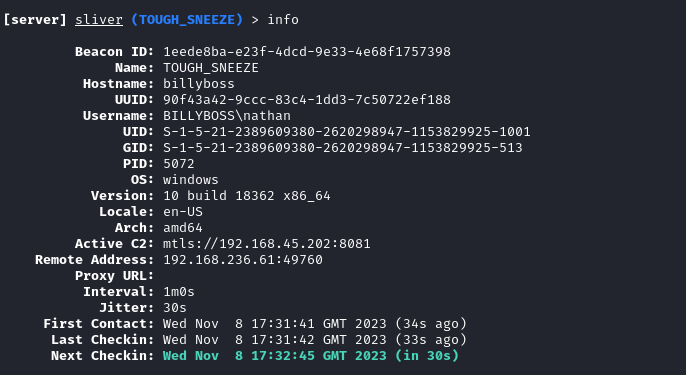 [server] sliver (TOUGH_SNEEZE) > info
Beacon ID: 1eede8ba-e23f-4dcd-9e33-4e68f1757398
Name: TOUGH_SNEEZE
Hostname: billyboss
UUID: 90f43a42-9ccc-83c4-1dd3-7c50722ef188
Username: BILLYBOSS\nathan
UID: S-1-5-21-2389609380-2620298947-1153829925-1001
GID: S-1-5-21-2389609380-2620298947-1153829925-513
PID: 5072
OS: windows
Version: 10 build 18362 x86_64
Locale: en-US
Arch: amd64
Active C2: mtls://192.168.45.202:8081
Remote Address: 192.168.236.61:49760
Proxy URL:
Interval: 1m0s
Jitter: 30s
First Contact: Wed Nov  8 17:31:41 GMT 2023 (34s ago)
Last Checkin: Wed Nov  8 17:31:42 GMT 2023 (33s ago)
Next Checkin: Wed Nov  8 17:32:45 GMT 2023 (in 30s)